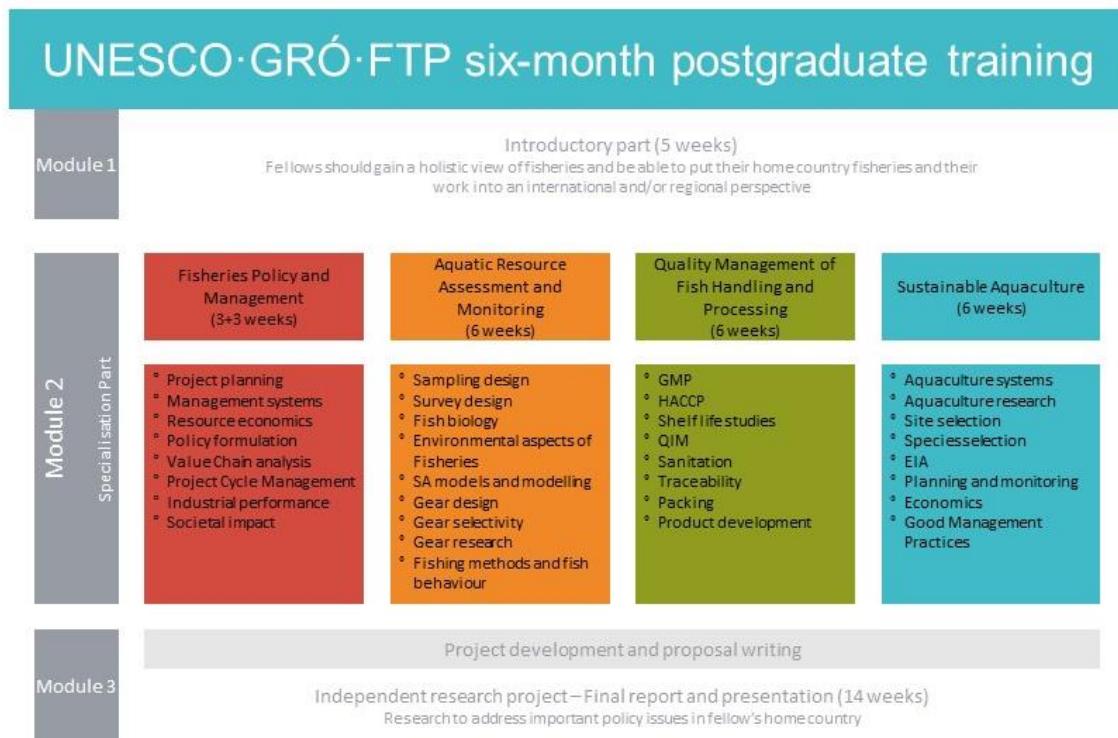 UNESCO·GRÓ·FTP six-month postgraduate training
Module 1
Introductory part (5 weeks)
Fellows should gain a holistic view of fisheries and be able to put their home country fisheries and their
work into an international and/or regional perspective
Module 2
Specialisation Part
Fisheries Policy and
Management
(3+3 weeks)
° Project planning
° Management systems
° Resource economics
° Policy formulation
° Value Chain analysis
° Project Cycle Management
° Industrial performance
° Societal impact
Aquatic Resource
Assessment and
Monitoring
(6 weeks)
° Sampling design
° Survey design
° Fish biology
° Environmental aspects of
Fisheries
° SA models and modelling
° Gear design
° Gear selectivity
° Gear research
° Fishing methods and fish
behaviour
Quality Management of
Fish Handling and
Processing
(6 weeks)
° GMP
° HACCP
° Shelf life studies
° QIM
° Sanitation
° Traceability
° Packing
° Product development
Sustainable Aquaculture
(6 weeks)
° Aquaculture systems
° Aquaculture research
° Site selection
° Species selection
° EIA
° Planning and monitoring
° Economics
° Good Management
Practices
Module 3
Project development and proposal writing
Independent research project – Final report and presentation (14 weeks)
Research to address important policy issues in fellow's home country